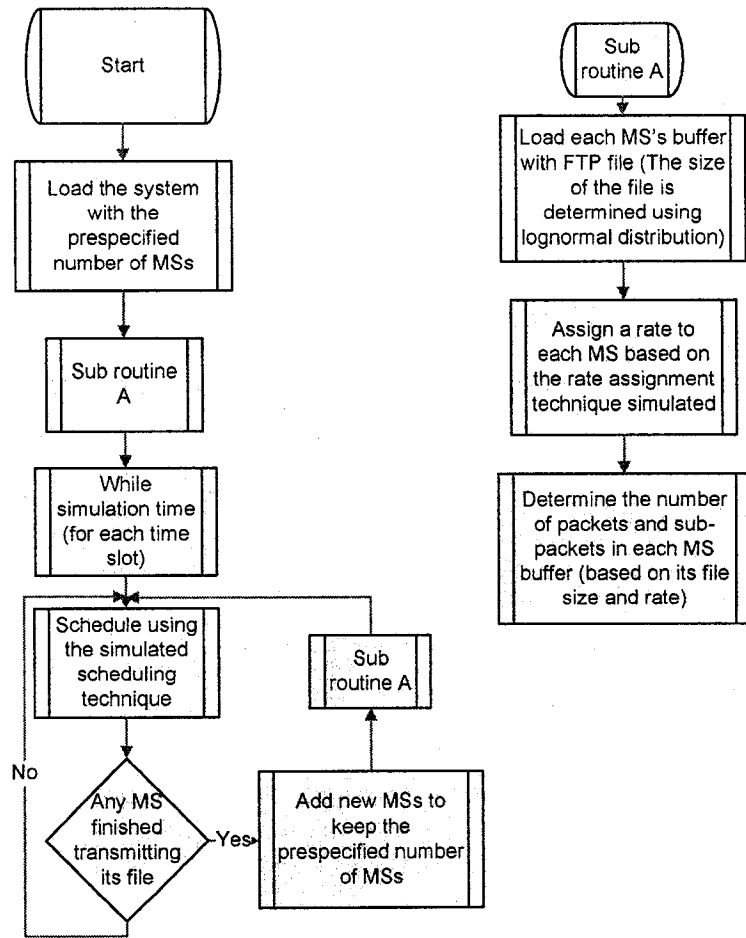 Start
Load the system
with the
prespecified
number of MSs
Sub routine
A
While
simulation time
(for each time
slot)
Schedule using
the simulated
scheduling
technique
No
Any MS
finished
transmitting
its file
Yes
Add new MSs to
keep the
prespecified number
of MSs
Sub
routine A
Sub
routine A
Load each MS's buffer
with FTP file (The size
of the file is
determined using
lognormal distribution)
Assign a rate to
each MS based on
the rate assignment
technique simulated
Determine the number
of packets and sub-
packets in each MS
buffer (based on its file
size and rate)